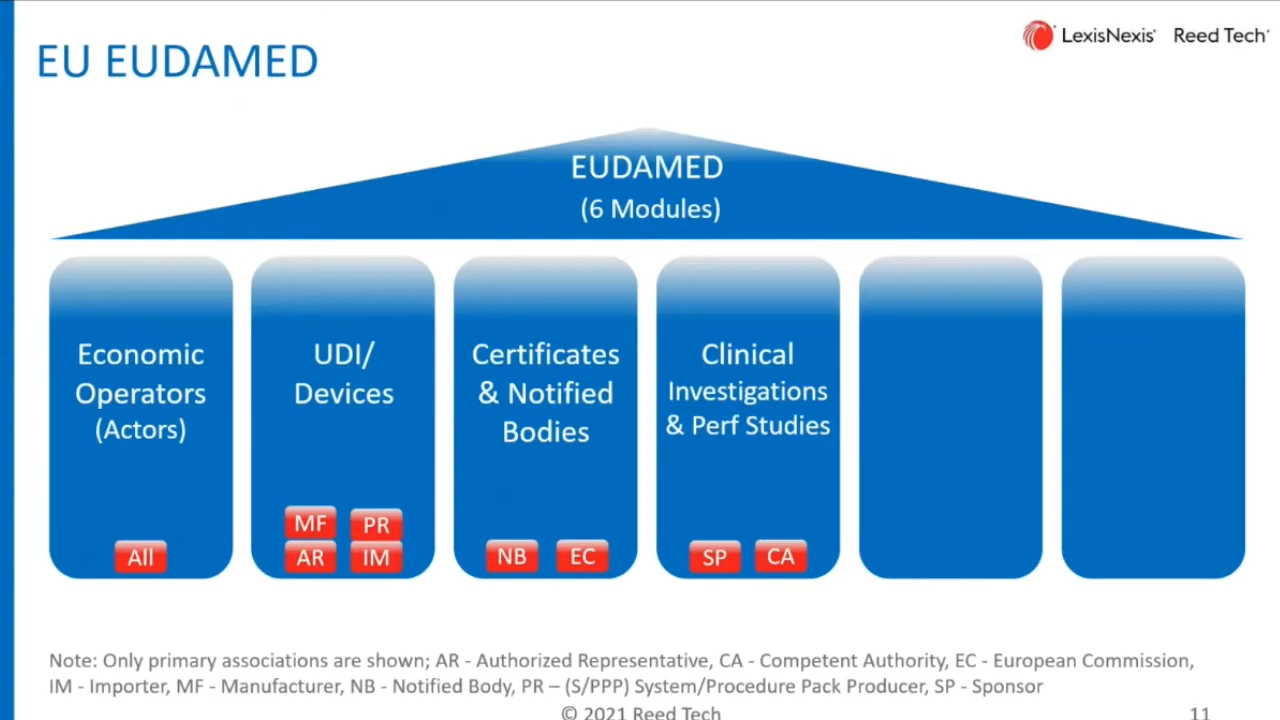 EU EUDAMED
LexisNexis® Reed Tech®
EUDAMED
(6 Modules)
Economic
Operators
(Actors)
All
UDI/
Devices
MF PR
AR IM
Certificates
& Notified
Bodies
NB EC
Clinical
Investigations
& Perf Studies
SP CA
Note: Only primary associations are shown; AR - Authorized Representative, CA - Competent Authority, EC - European Commission,
IM - Importer, MF - Manufacturer, NB - Notified Body, PR – (S/PPP) System/Procedure Pack Producer, SP - Sponsor
© 2021 Reed Tech
11